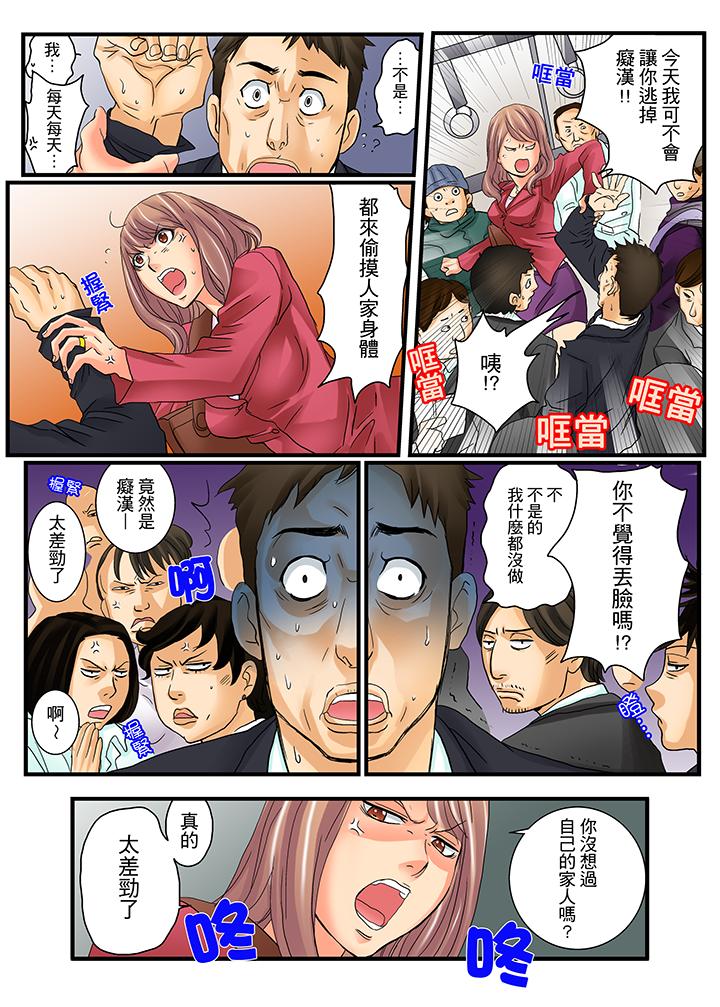 今天我可不會
讓你逃掉
癡漢!!
哐當
哐當
咦!?
哐當
哐當
哐當
…不是…
我…
每天每天…
?
都來偷摸人家身體
握緊
你不覺得丟臉嗎!?
不
不是的
我什麼都沒做
瞪…
竟然是
癡漢—
握緊
太差勁了
啊
啊~
握緊
你沒想過
自己的家人嗎?
真的
太差勁了
咚
咚